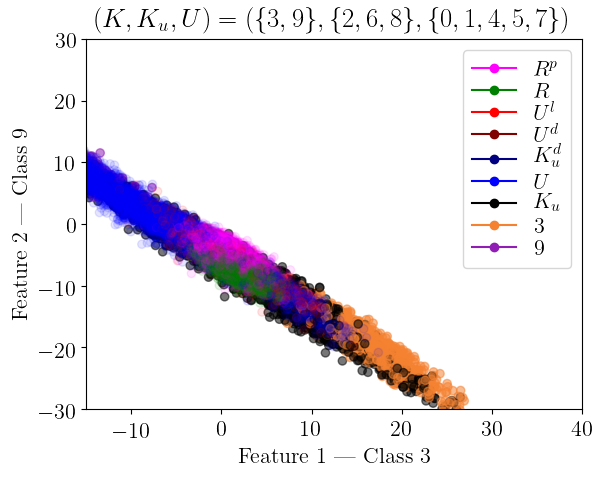 (K, K_u, U) = ({3, 9}, {2, 6, 8}, {0, 1, 4, 5, 7})
30
20
10
0
−10
−20
−30
Feature 2 — Class 9
R^p
R
U^l
U^d
K_u^d
U
K_u
3
9
−10
0
10
20
30
40
Feature 1 — Class 3